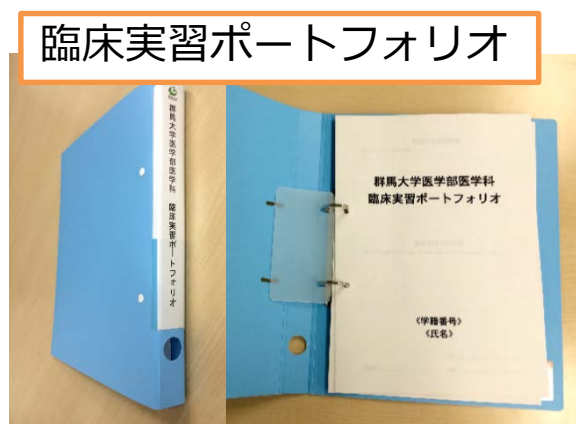 臨床実習ポートフォリオ
群馬大学医学部医学科 臨床実習ポートフォリオ
群馬大学医学部医学科
臨床実習ポートフォリオ
《学籍番号》
《氏名》